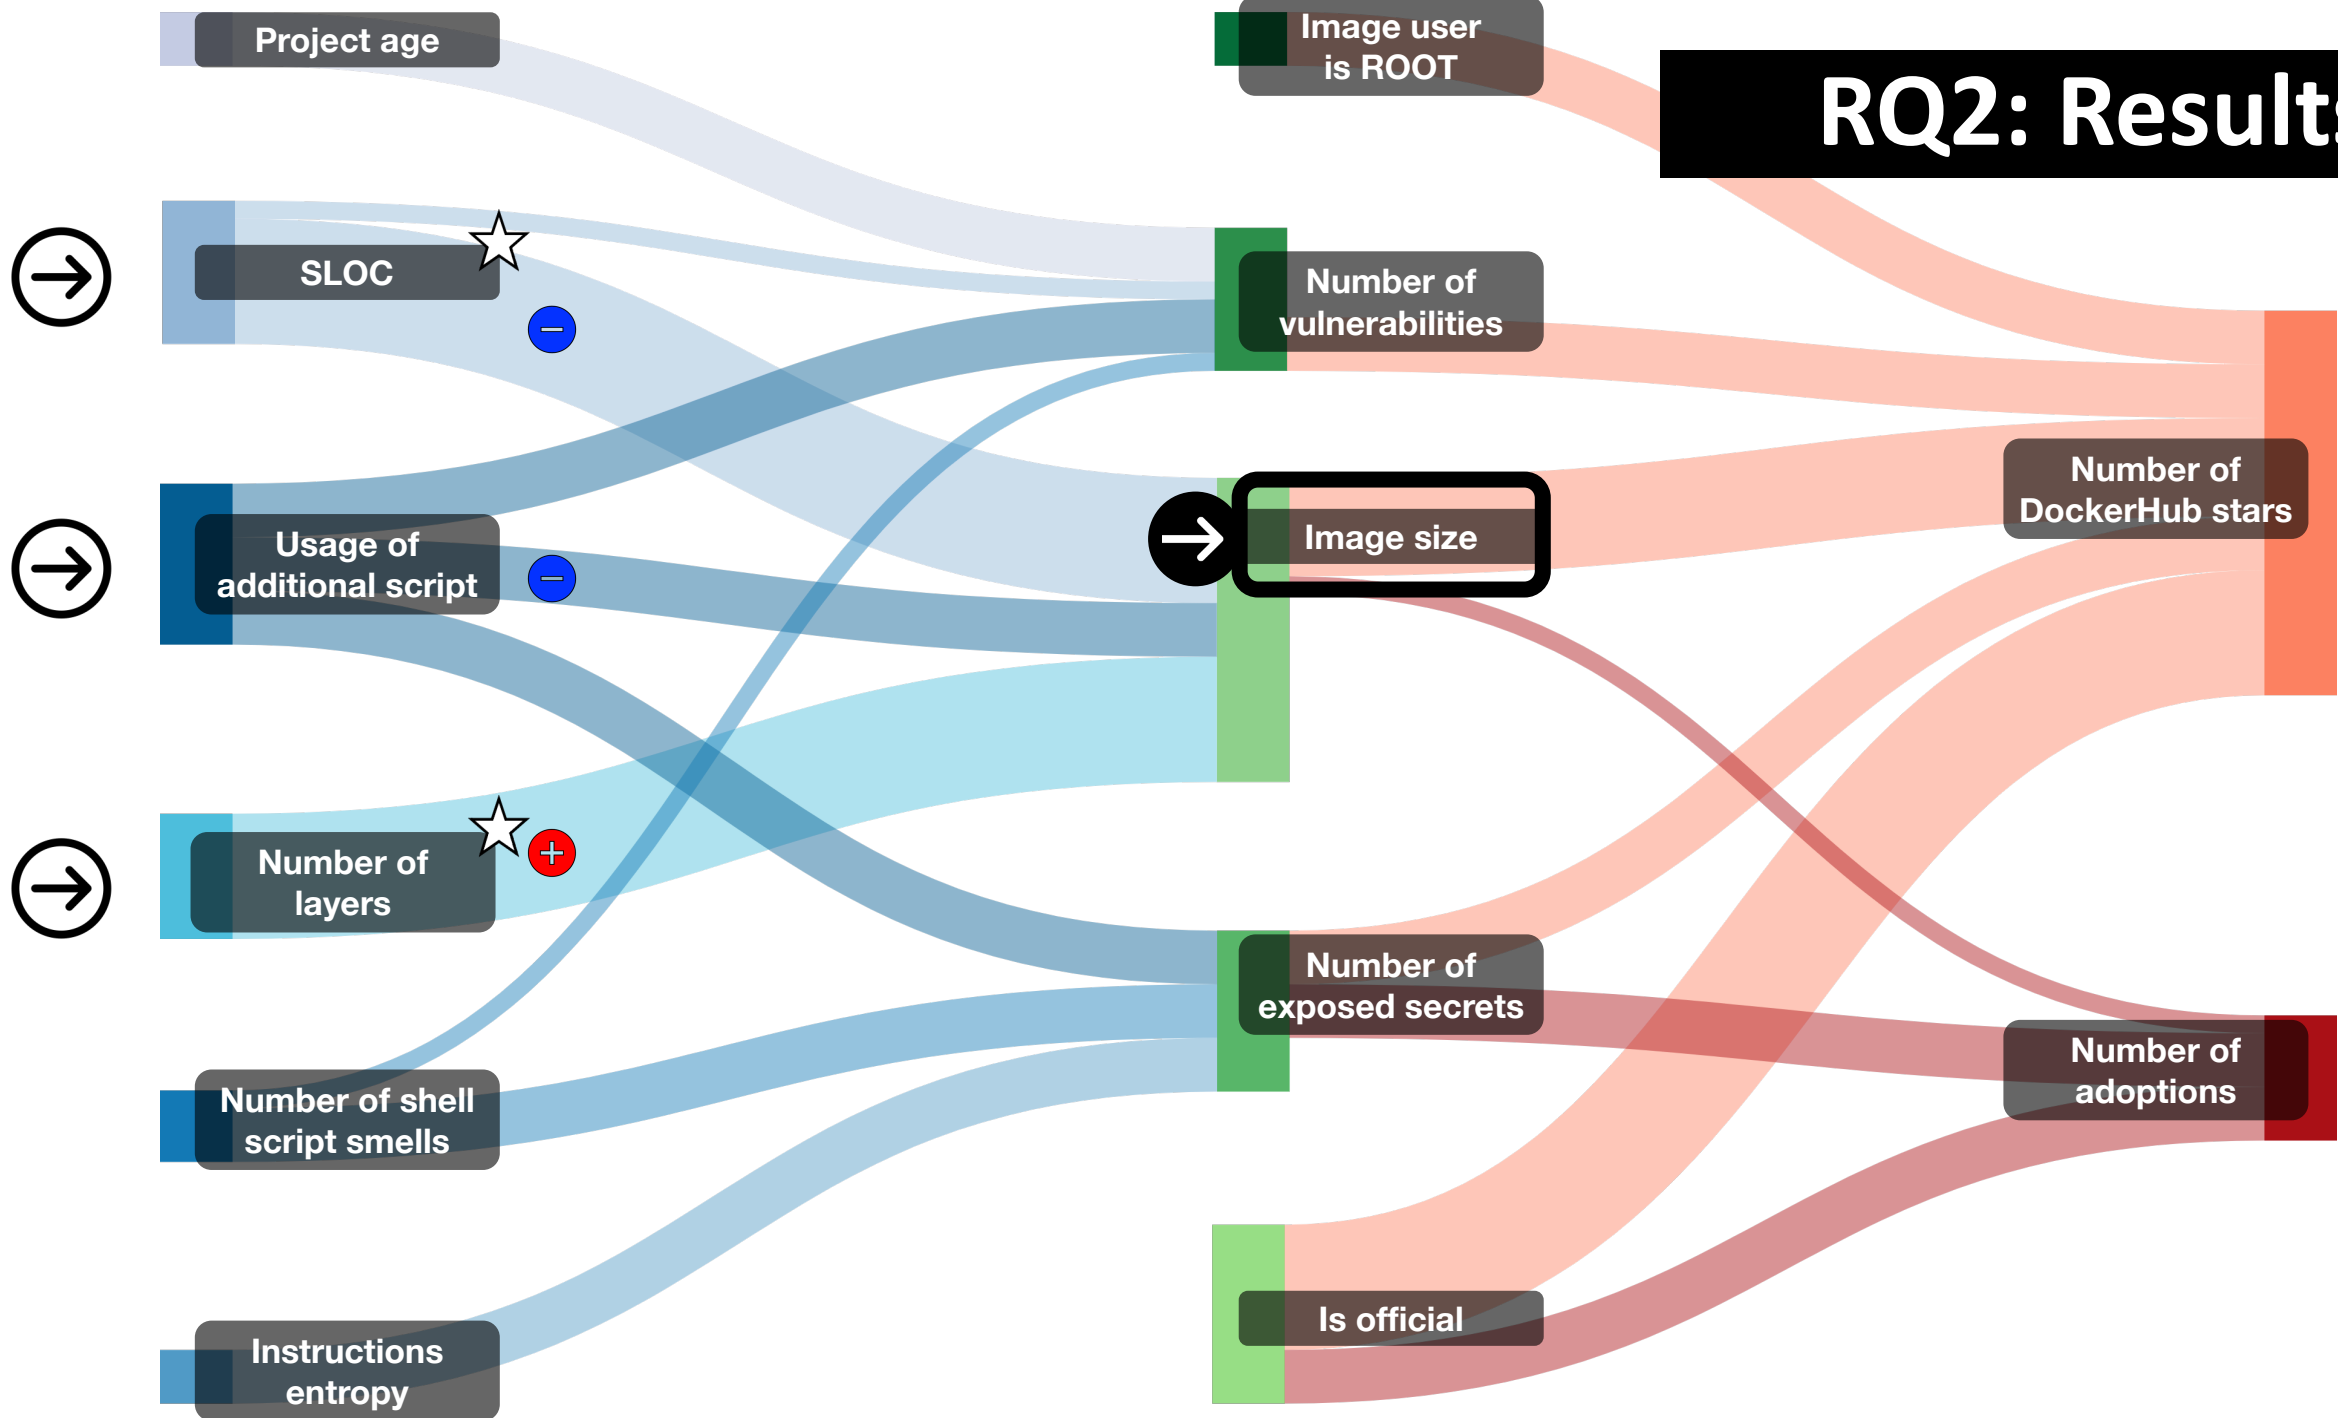 RQ2: Results
Project age
SLOC
Usage of
additional script
Number of
layers
Number of shell
script smells
Instructions
entropy
Image user
is ROOT
Number of
vulnerabilities
Image size
Number of
exposed secrets
Is official
Number of
DockerHub stars
Number of
adoptions